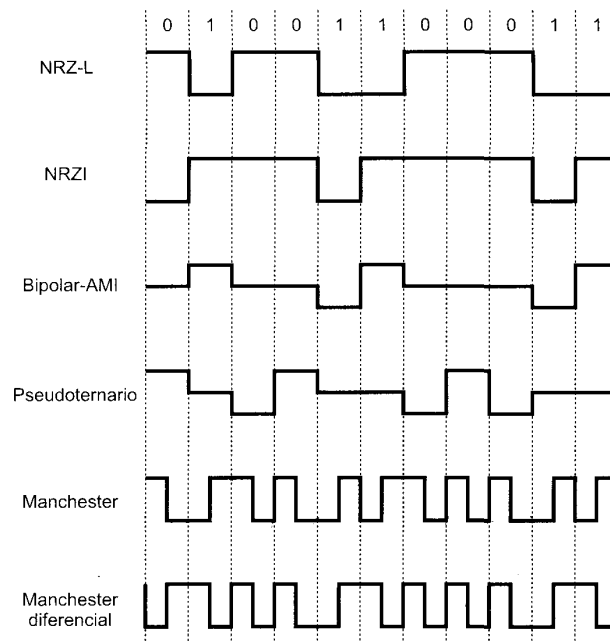 0 1 0 0 1 1 0 0 0 1 1
NRZ-L
NRZI
Bipolar-AMI
Pseudoternario
Manchester
Manchester
diferencial